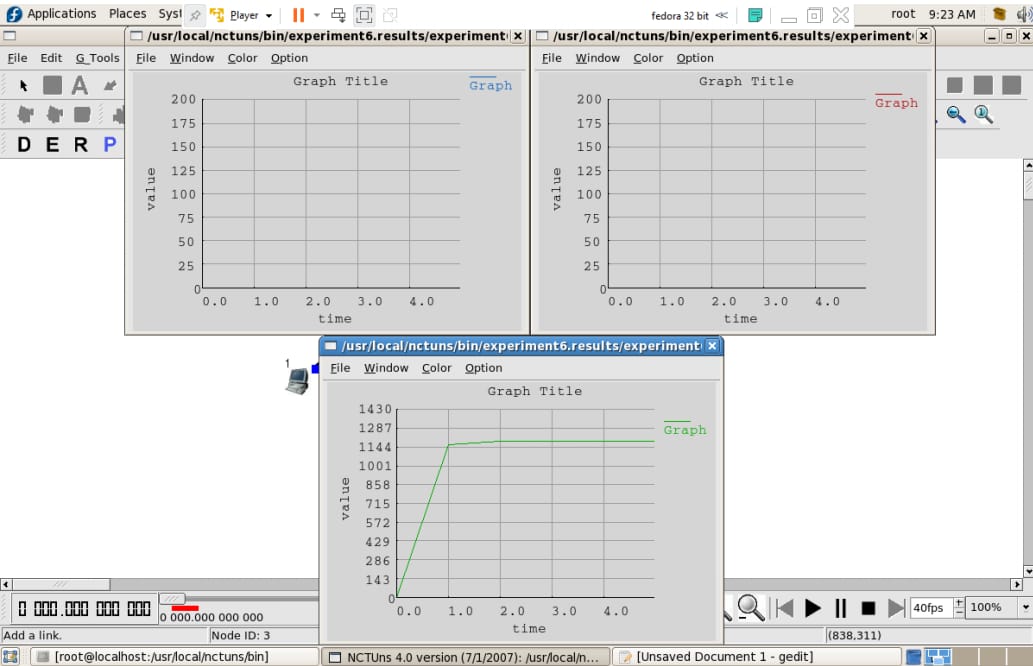 Applications Places Syst Player fedora 32 bit root 9:23 AM
/usr/local/nctuns/bin/experiment6.results/experiment
/usr/local/nctuns/bin/experiment6.results/experiment
File Edit G_Tools
File Window Color Option
File Window Color Option
Graph Title
Graph
200
175
150
125
100
75
50
25
0
value
0.0 1.0 2.0 3.0 4.0
time
Graph Title
Graph
200
175
150
125
100
75
50
25
0
value
0.0 1.0 2.0 3.0 4.0
time
A
D E R P
1
/usr/local/nctuns/bin/experiment6.results/experiment
File Window Color Option
Graph Title
Graph
1430
1287
1144
1001
858
715
572
429
286
143
0
value
0.0 1.0 2.0 3.0 4.0
time
0 000.000 000 000
0 000.000 000 000
40fps 100%
Add a link. Node ID: 3 (838,311)
[root@localhost:/usr/local/nctuns/bin] NCTUns 4.0 version (7/1/2007): /usr/local/n... [Unsaved Document 1 - gedit]